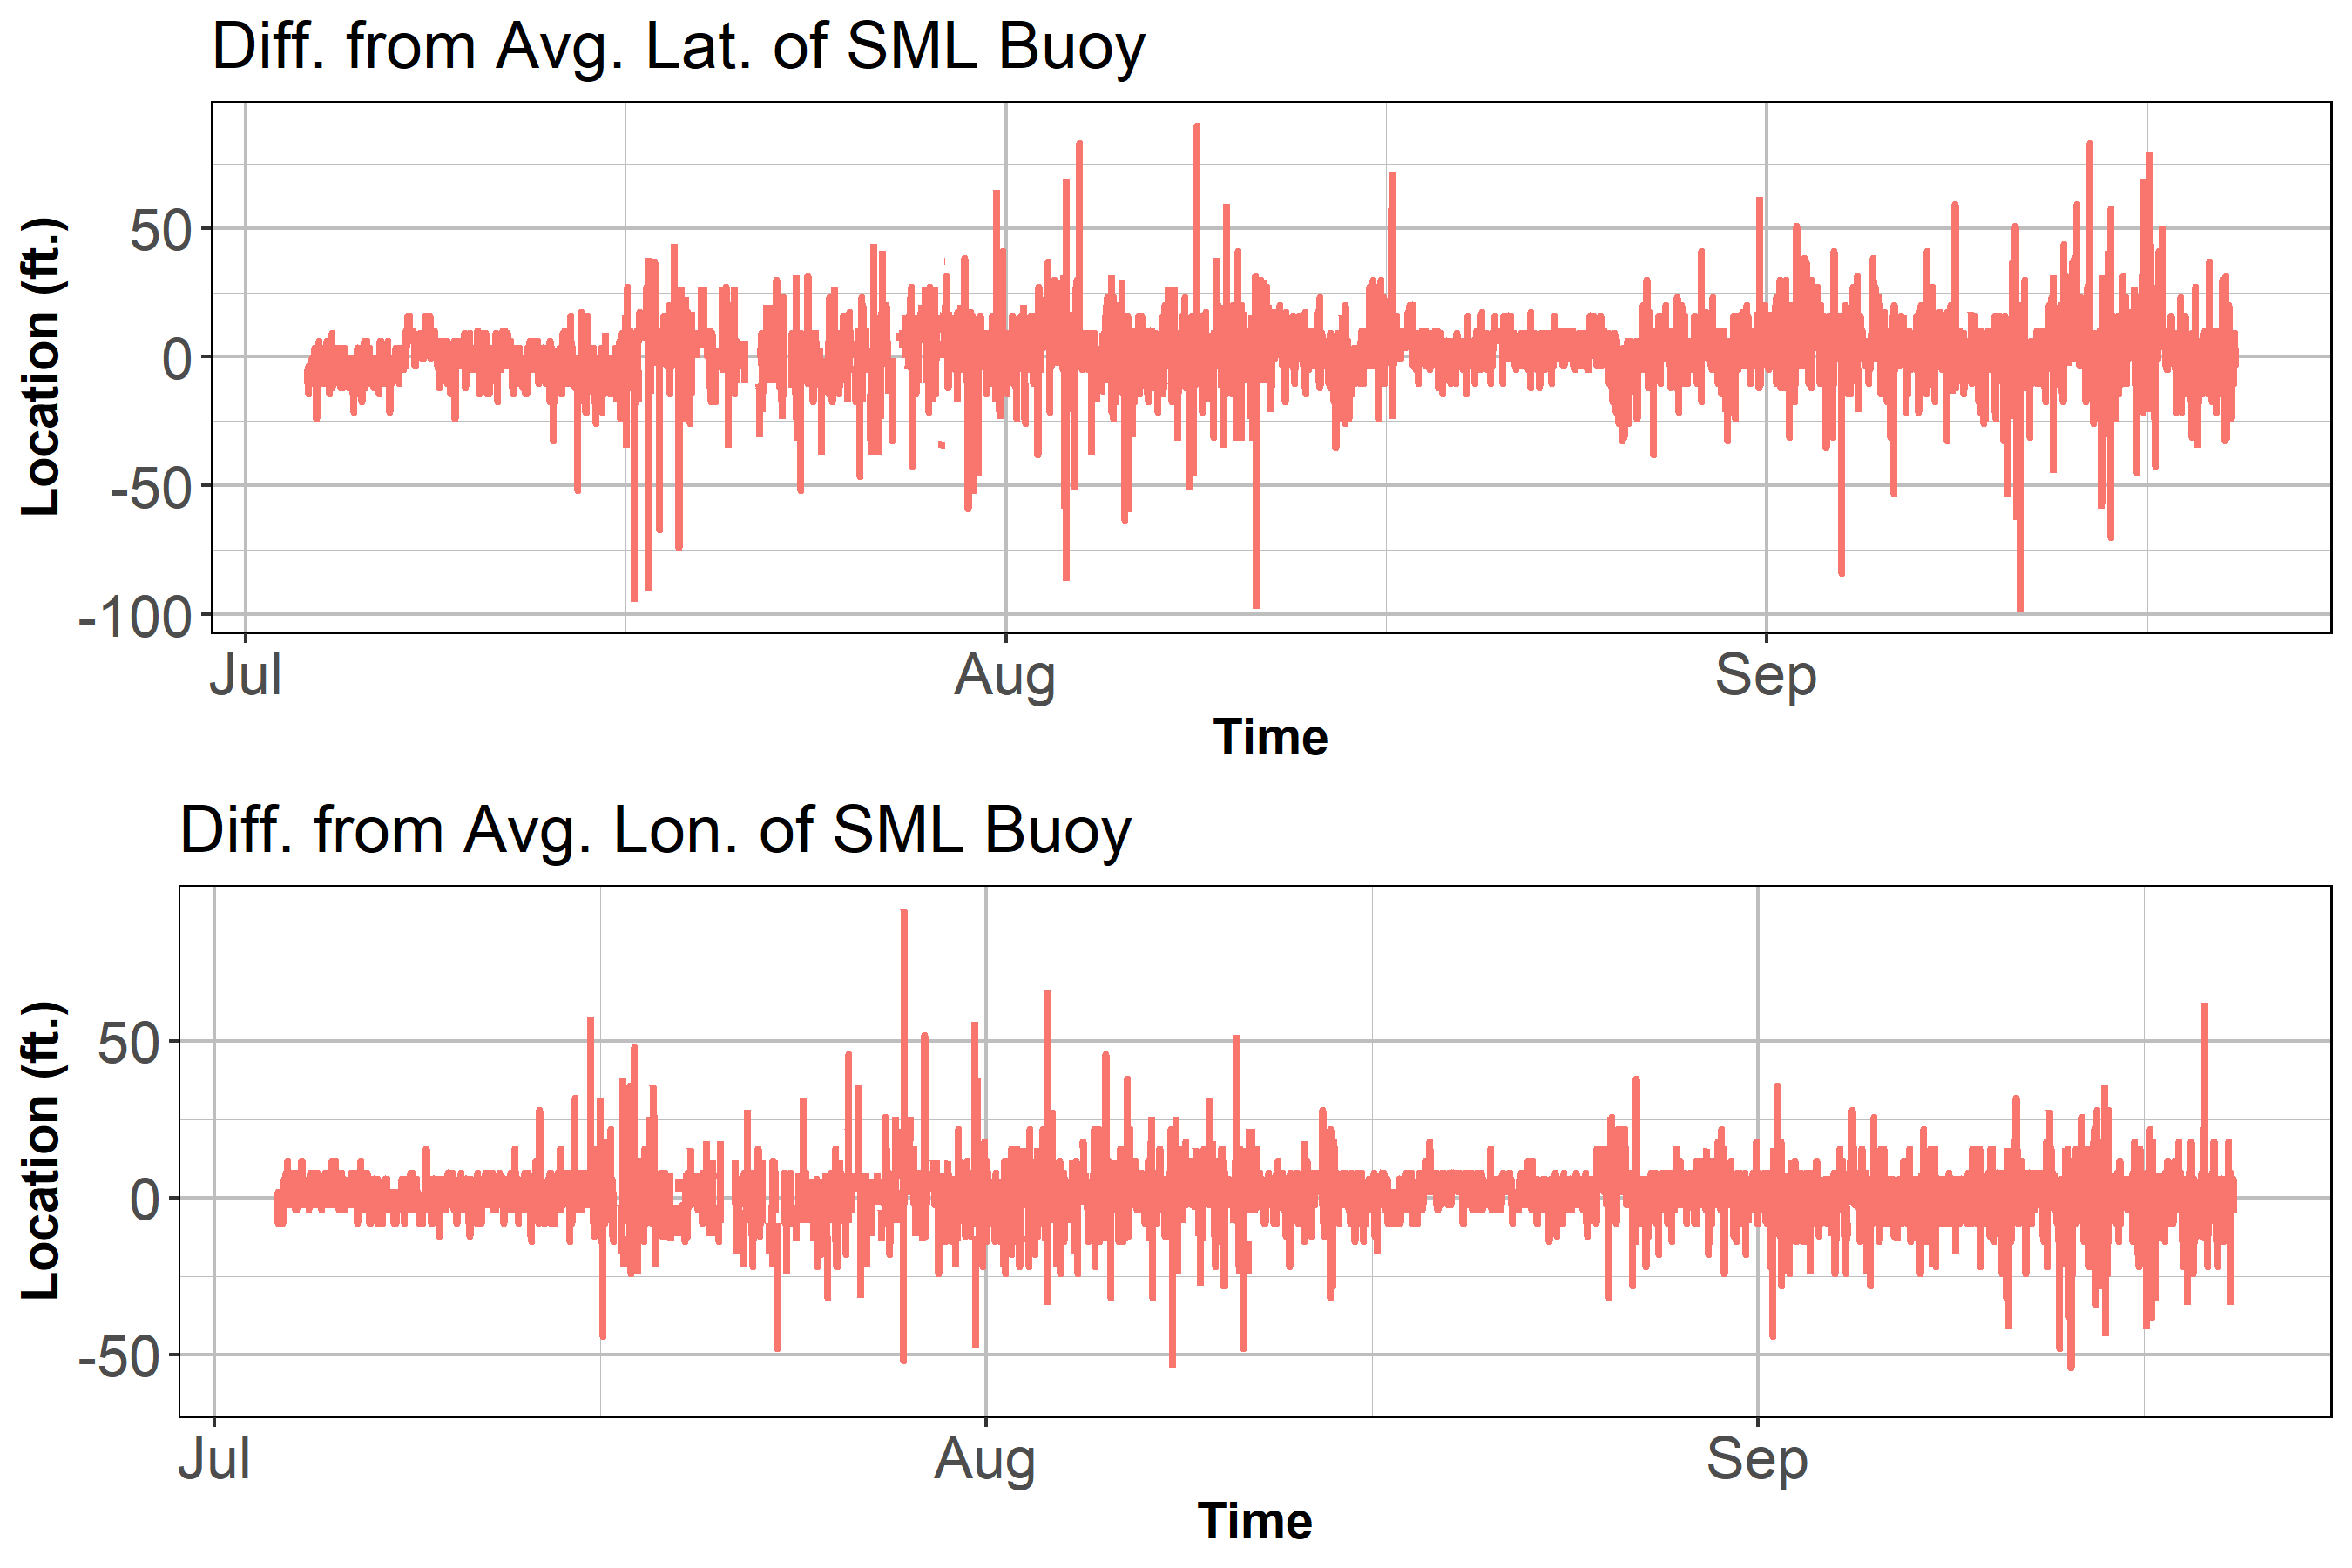 Diff. from Avg. Lat. of SML Buoy
Location (ft.)
50
0
-50
-100
Jul Aug Sep
Time
Diff. from Avg. Lon. of SML Buoy
Location (ft.)
50
0
-50
Jul Aug Sep
Time